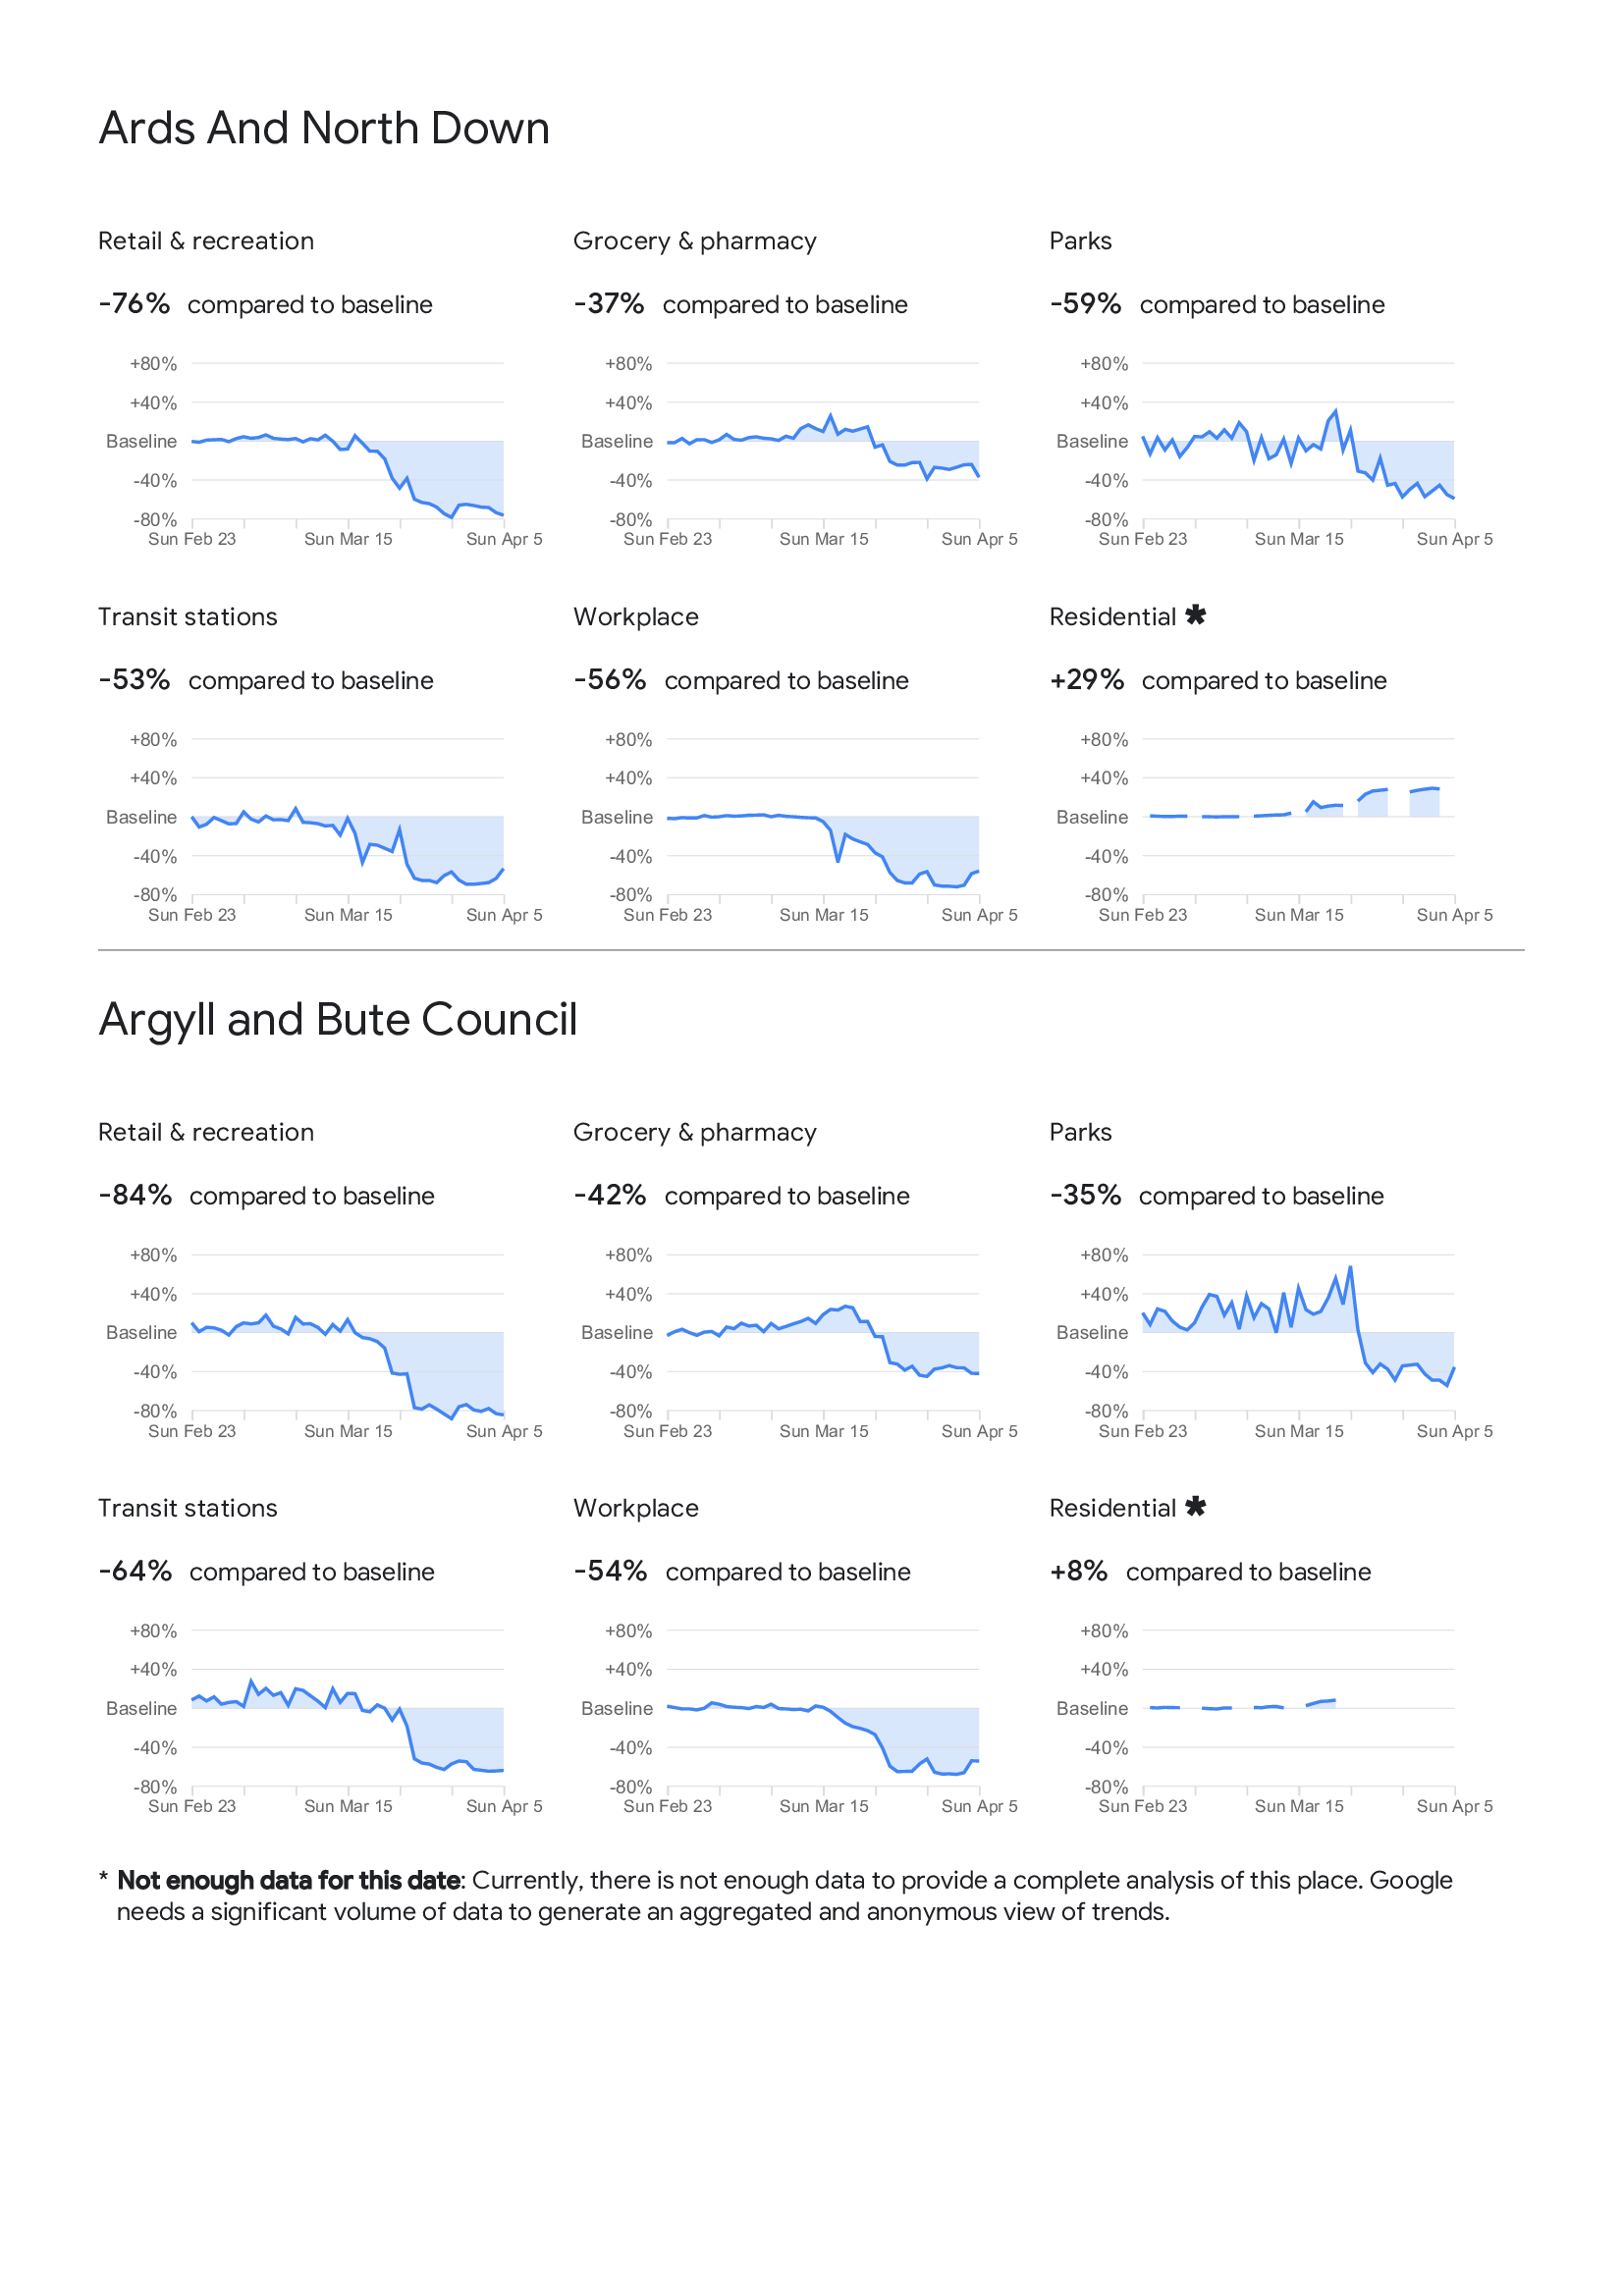 Ards And North Down
Retail & recreation
-76% compared to baseline
+80%
+40%
Baseline
-40%
-80%
Sun Feb 23 Sun Mar 15 Sun Apr 5
Grocery & pharmacy
-37% compared to baseline
+80%
+40%
Baseline
-40%
-80%
Sun Feb 23 Sun Mar 15 Sun Apr 5
Parks
-59% compared to baseline
+80%
+40%
Baseline
-40%
-80%
Sun Feb 23 Sun Mar 15 Sun Apr 5
Transit stations
-53% compared to baseline
+80%
+40%
Baseline
-40%
-80%
Sun Feb 23 Sun Mar 15 Sun Apr 5
Workplace
-56% compared to baseline
+80%
+40%
Baseline
-40%
-80%
Sun Feb 23 Sun Mar 15 Sun Apr 5
Residential *
+29% compared to baseline
+80%
+40%
Baseline
-40%
-80%
Sun Feb 23 Sun Mar 15 Sun Apr 5
Argyll and Bute Council
Retail & recreation
-84% compared to baseline
+80%
+40%
Baseline
-40%
-80%
Sun Feb 23 Sun Mar 15 Sun Apr 5
Grocery & pharmacy
-42% compared to baseline
+80%
+40%
Baseline
-40%
-80%
Sun Feb 23 Sun Mar 15 Sun Apr 5
Parks
-35% compared to baseline
+80%
+40%
Baseline
-40%
-80%
Sun Feb 23 Sun Mar 15 Sun Apr 5
Transit stations
-64% compared to baseline
+80%
+40%
Baseline
-40%
-80%
Sun Feb 23 Sun Mar 15 Sun Apr 5
Workplace
-54% compared to baseline
+80%
+40%
Baseline
-40%
-80%
Sun Feb 23 Sun Mar 15 Sun Apr 5
Residential *
+8% compared to baseline
+80%
+40%
Baseline
-40%
-80%
Sun Feb 23 Sun Mar 15 Sun Apr 5
* Not enough data for this date: Currently, there is not enough data to provide a complete analysis of this place. Google
needs a significant volume of data to generate an aggregated and anonymous view of trends.